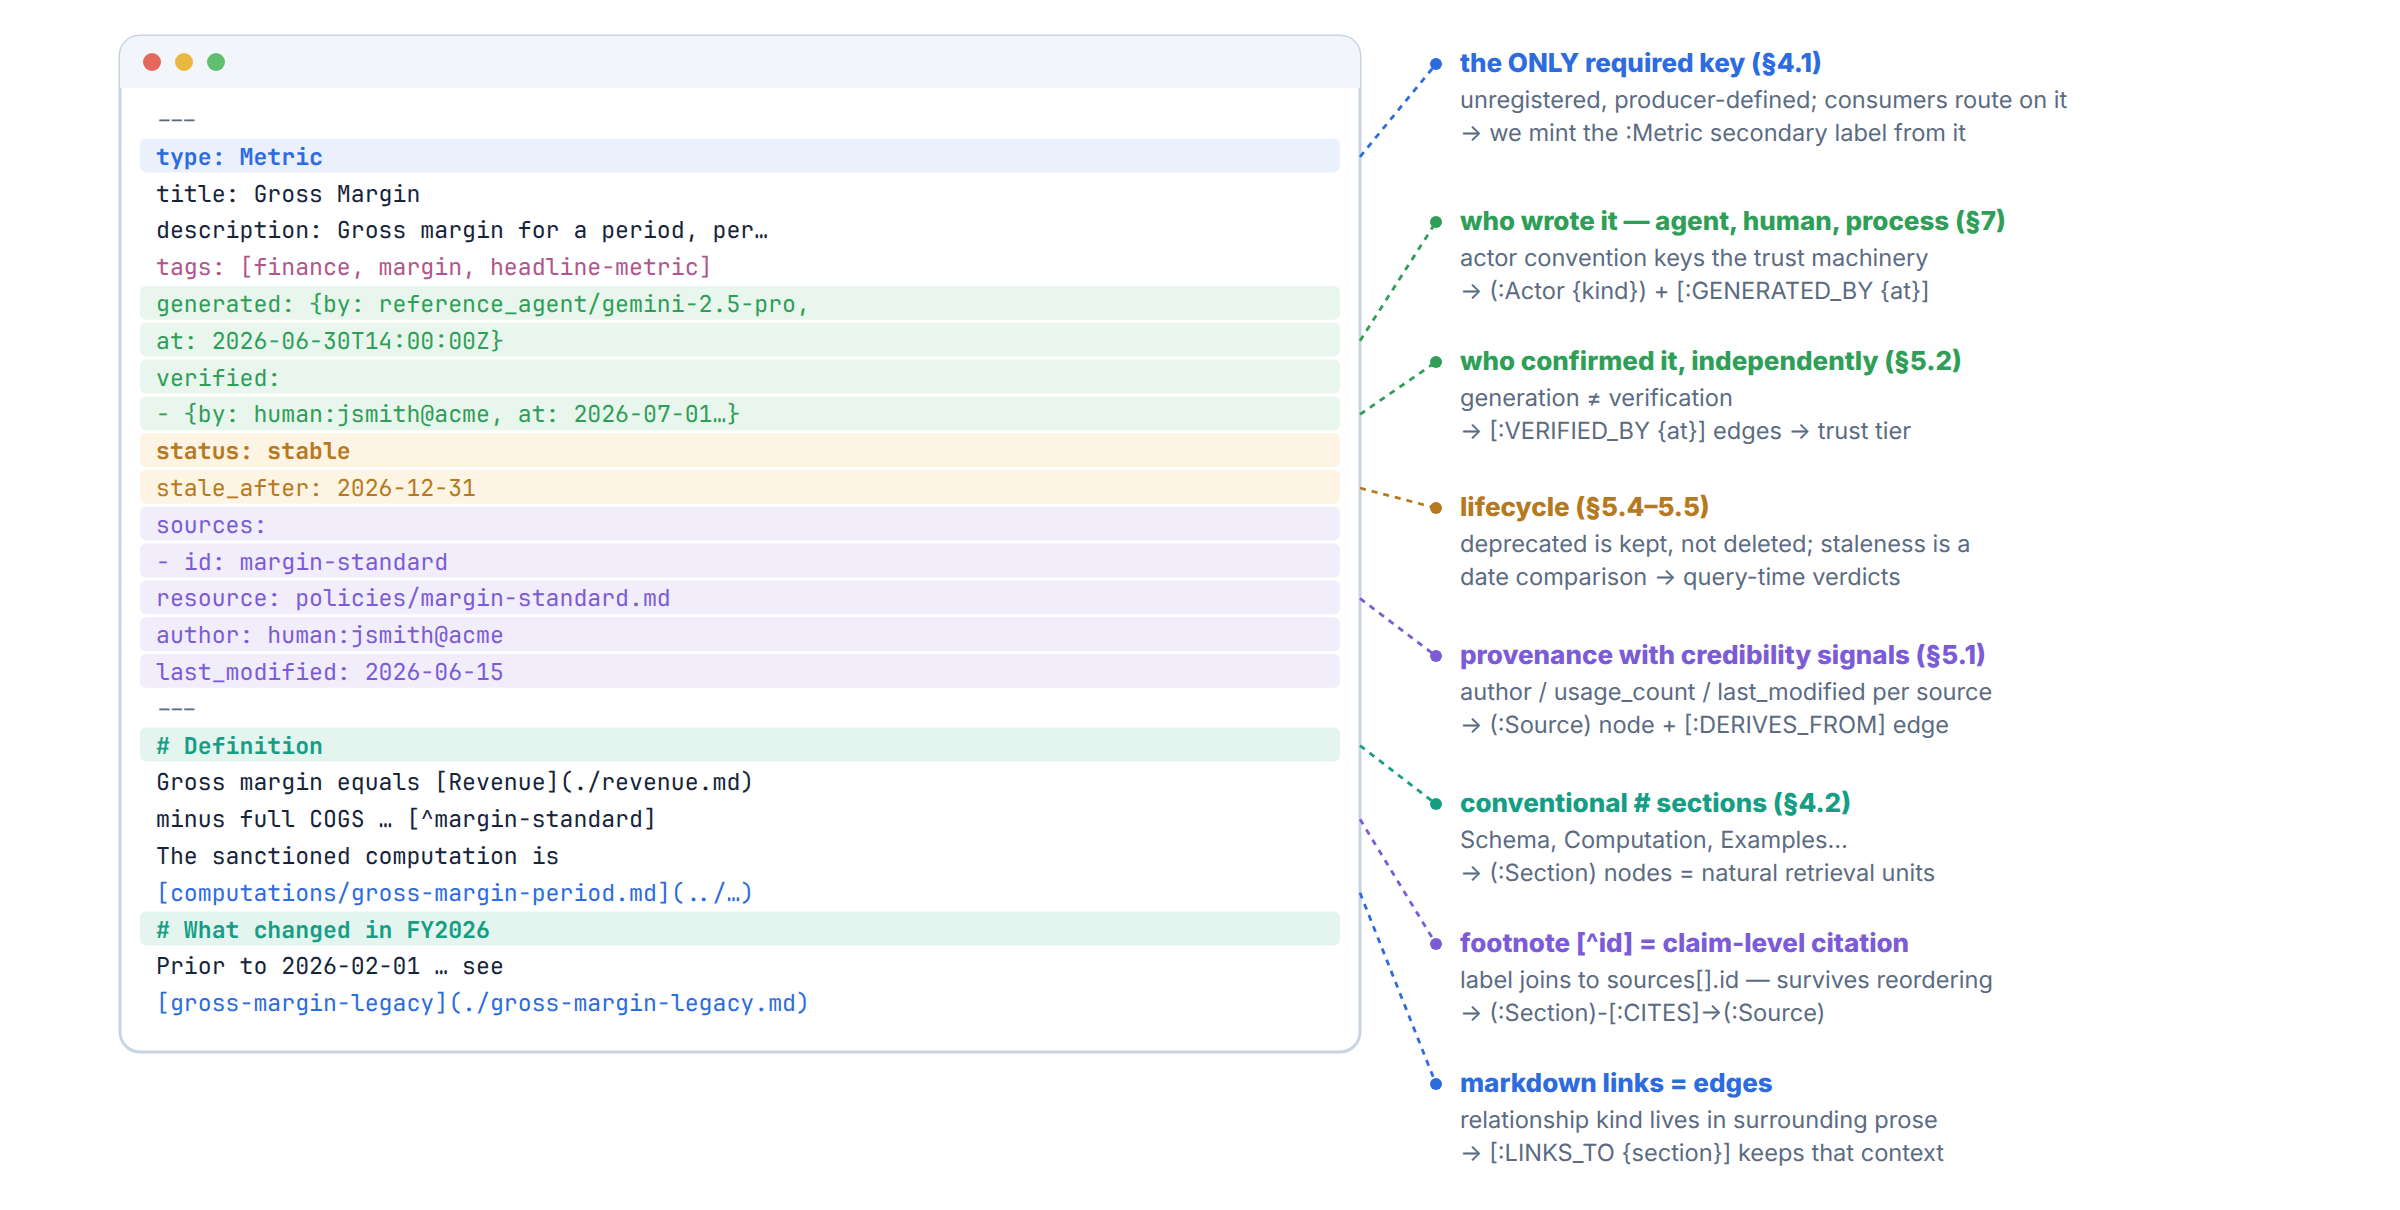 ---
type: Metric
title: Gross Margin
description: Gross margin for a period, per…
tags: [finance, margin, headline-metric]
generated: {by: reference_agent/gemini-2.5-pro,
at: 2026-06-30T14:00:00Z}
verified:
- {by: human:jsmith@acme, at: 2026-07-01…}
status: stable
stale_after: 2026-12-31
sources:
- id: margin-standard
resource: policies/margin-standard.md
author: human:jsmith@acme
last_modified: 2026-06-15
---
# Definition
Gross margin equals [Revenue](./revenue.md)
minus full COGS … [^margin-standard]
The sanctioned computation is
[computations/gross-margin-period.md](../…)
# What changed in FY2026
Prior to 2026-02-01 … see
[gross-margin-legacy](./gross-margin-legacy.md)
the ONLY required key (§4.1)
unregistered, producer-defined; consumers route on it
→ we mint the :Metric secondary label from it
who wrote it — agent, human, process (§7)
actor convention keys the trust machinery
→ (:Actor {kind}) + [:GENERATED_BY {at}]
who confirmed it, independently (§5.2)
generation ≠ verification
→ [:VERIFIED_BY {at}] edges → trust tier
lifecycle (§5.4–5.5)
deprecated is kept, not deleted; staleness is a
date comparison → query-time verdicts
provenance with credibility signals (§5.1)
author / usage_count / last_modified per source
→ (:Source) node + [:DERIVES_FROM] edge
conventional # sections (§4.2)
Schema, Computation, Examples…
→ (:Section) nodes = natural retrieval units
footnote [^id] = claim-level citation
label joins to sources[].id — survives reordering
→ (:Section)-[:CITES]→(:Source)
markdown links = edges
relationship kind lives in surrounding prose
→ [:LINKS_TO {section}] keeps that context